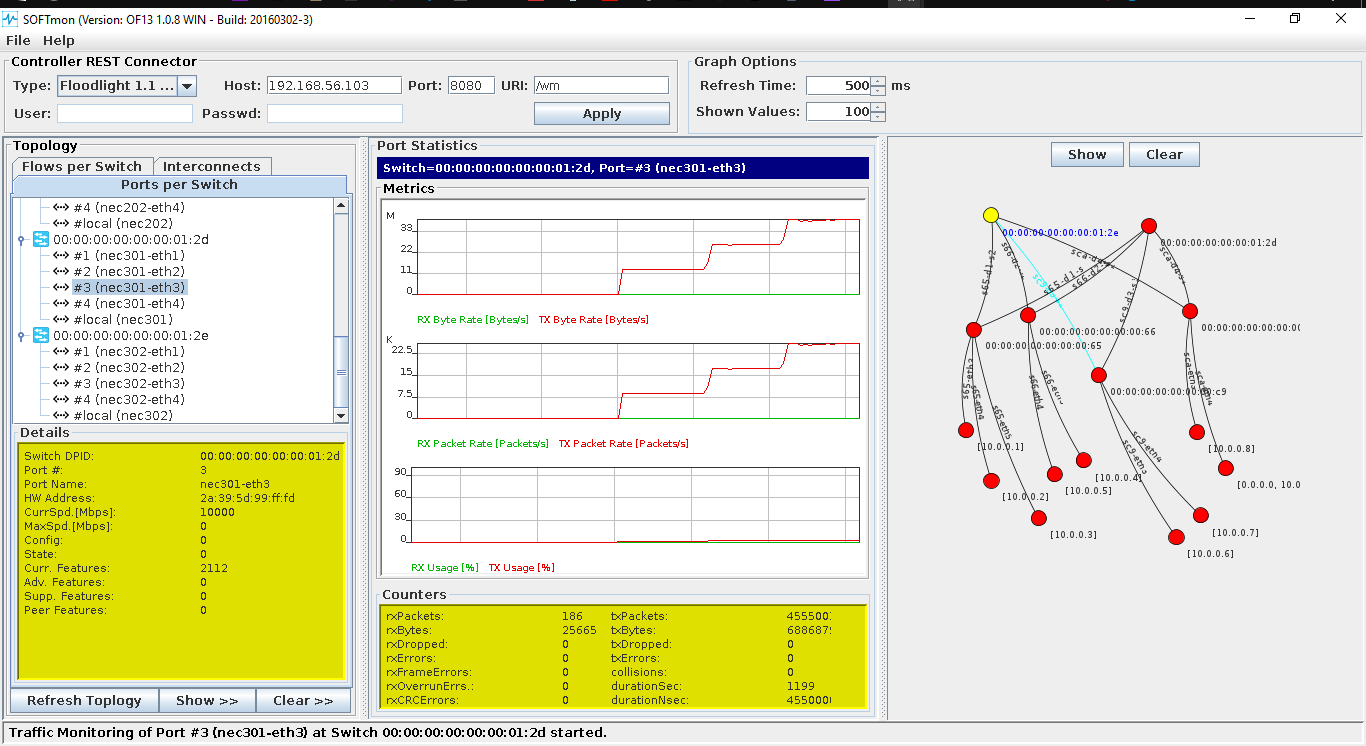 SOFTmon (Version: OF13 1.0.8 WIN - Build: 20160302-3)
File Help
Controller REST Connector
Type: Floodlight 1.1 ... Host: 192.168.56.103 Port: 8080 URI: /wm
User: Passwd: Apply
Graph Options
Refresh Time: 500 ms
Shown Values: 100
Topology
Flows per Switch Interconnects
Ports per Switch
#4 (nec202-eth4)
#local (nec202)
00:00:00:00:00:00:01:2d
#1 (nec301-eth1)
#2 (nec301-eth2)
#3 (nec301-eth3)
#4 (nec301-eth4)
#local (nec301)
00:00:00:00:00:00:01:2e
#1 (nec302-eth1)
#2 (nec302-eth2)
#3 (nec302-eth3)
#4 (nec302-eth4)
#local (nec302)
Details
Switch DPID: 00:00:00:00:00:00:01:2d
Port #: 3
Port Name: nec301-eth3
HW Address: 2a:39:5d:99:ff:fd
CurrSpd.[Mbps]: 10000
MaxSpd.[Mbps]: 0
Config: 0
State: 0
Curr. Features: 2112
Adv. Features: 0
Supp. Features: 0
Peer Features: 0
Refresh Toplogy Show >> Clear >>
Port Statistics
Switch=00:00:00:00:00:00:01:2d, Port=#3 (nec301-eth3)
Metrics
M
33
22
11
0
RX Byte Rate [Bytes/s] TX Byte Rate [Bytes/s]
K
22.5
15
7.5
0
RX Packet Rate [Packets/s] TX Packet Rate [Packets/s]
90
60
30
0
RX Usage [%] TX Usage [%]
Counters
rxPackets: 186 txPackets: 455500
rxBytes: 25665 txBytes: 688687
rxDropped: 0 txDropped: 0
rxErrors: 0 txErrors: 0
rxFrameErrors: 0 collisions: 0
rxOverrunErrs.: 0 durationSec: 1199
rxCRCErrors: 0 durationNsec: 455000
Show Clear
00:00:00:00:00:00:01:2e
00:00:00:00:00:00:01:2d
s65-d1-s2
sc9-d3-s
00:00:00:00:00:00:00:66
00:00:00:00:00:00:00:65
00:00:00:00:00:00:00:c9
s65-eth3
s65-eth4
s65-eth5
s66-eth4
sc9-eth3
sc9-eth4
[10.0.0.1]
[10.0.0.2]
[10.0.0.3]
[10.0.0.4]
[10.0.0.5]
[10.0.0.6]
[10.0.0.7]
[10.0.0.8]
[0.0.0.0, 10.0
Traffic Monitoring of Port #3 (nec301-eth3) at Switch 00:00:00:00:00:00:01:2d started.